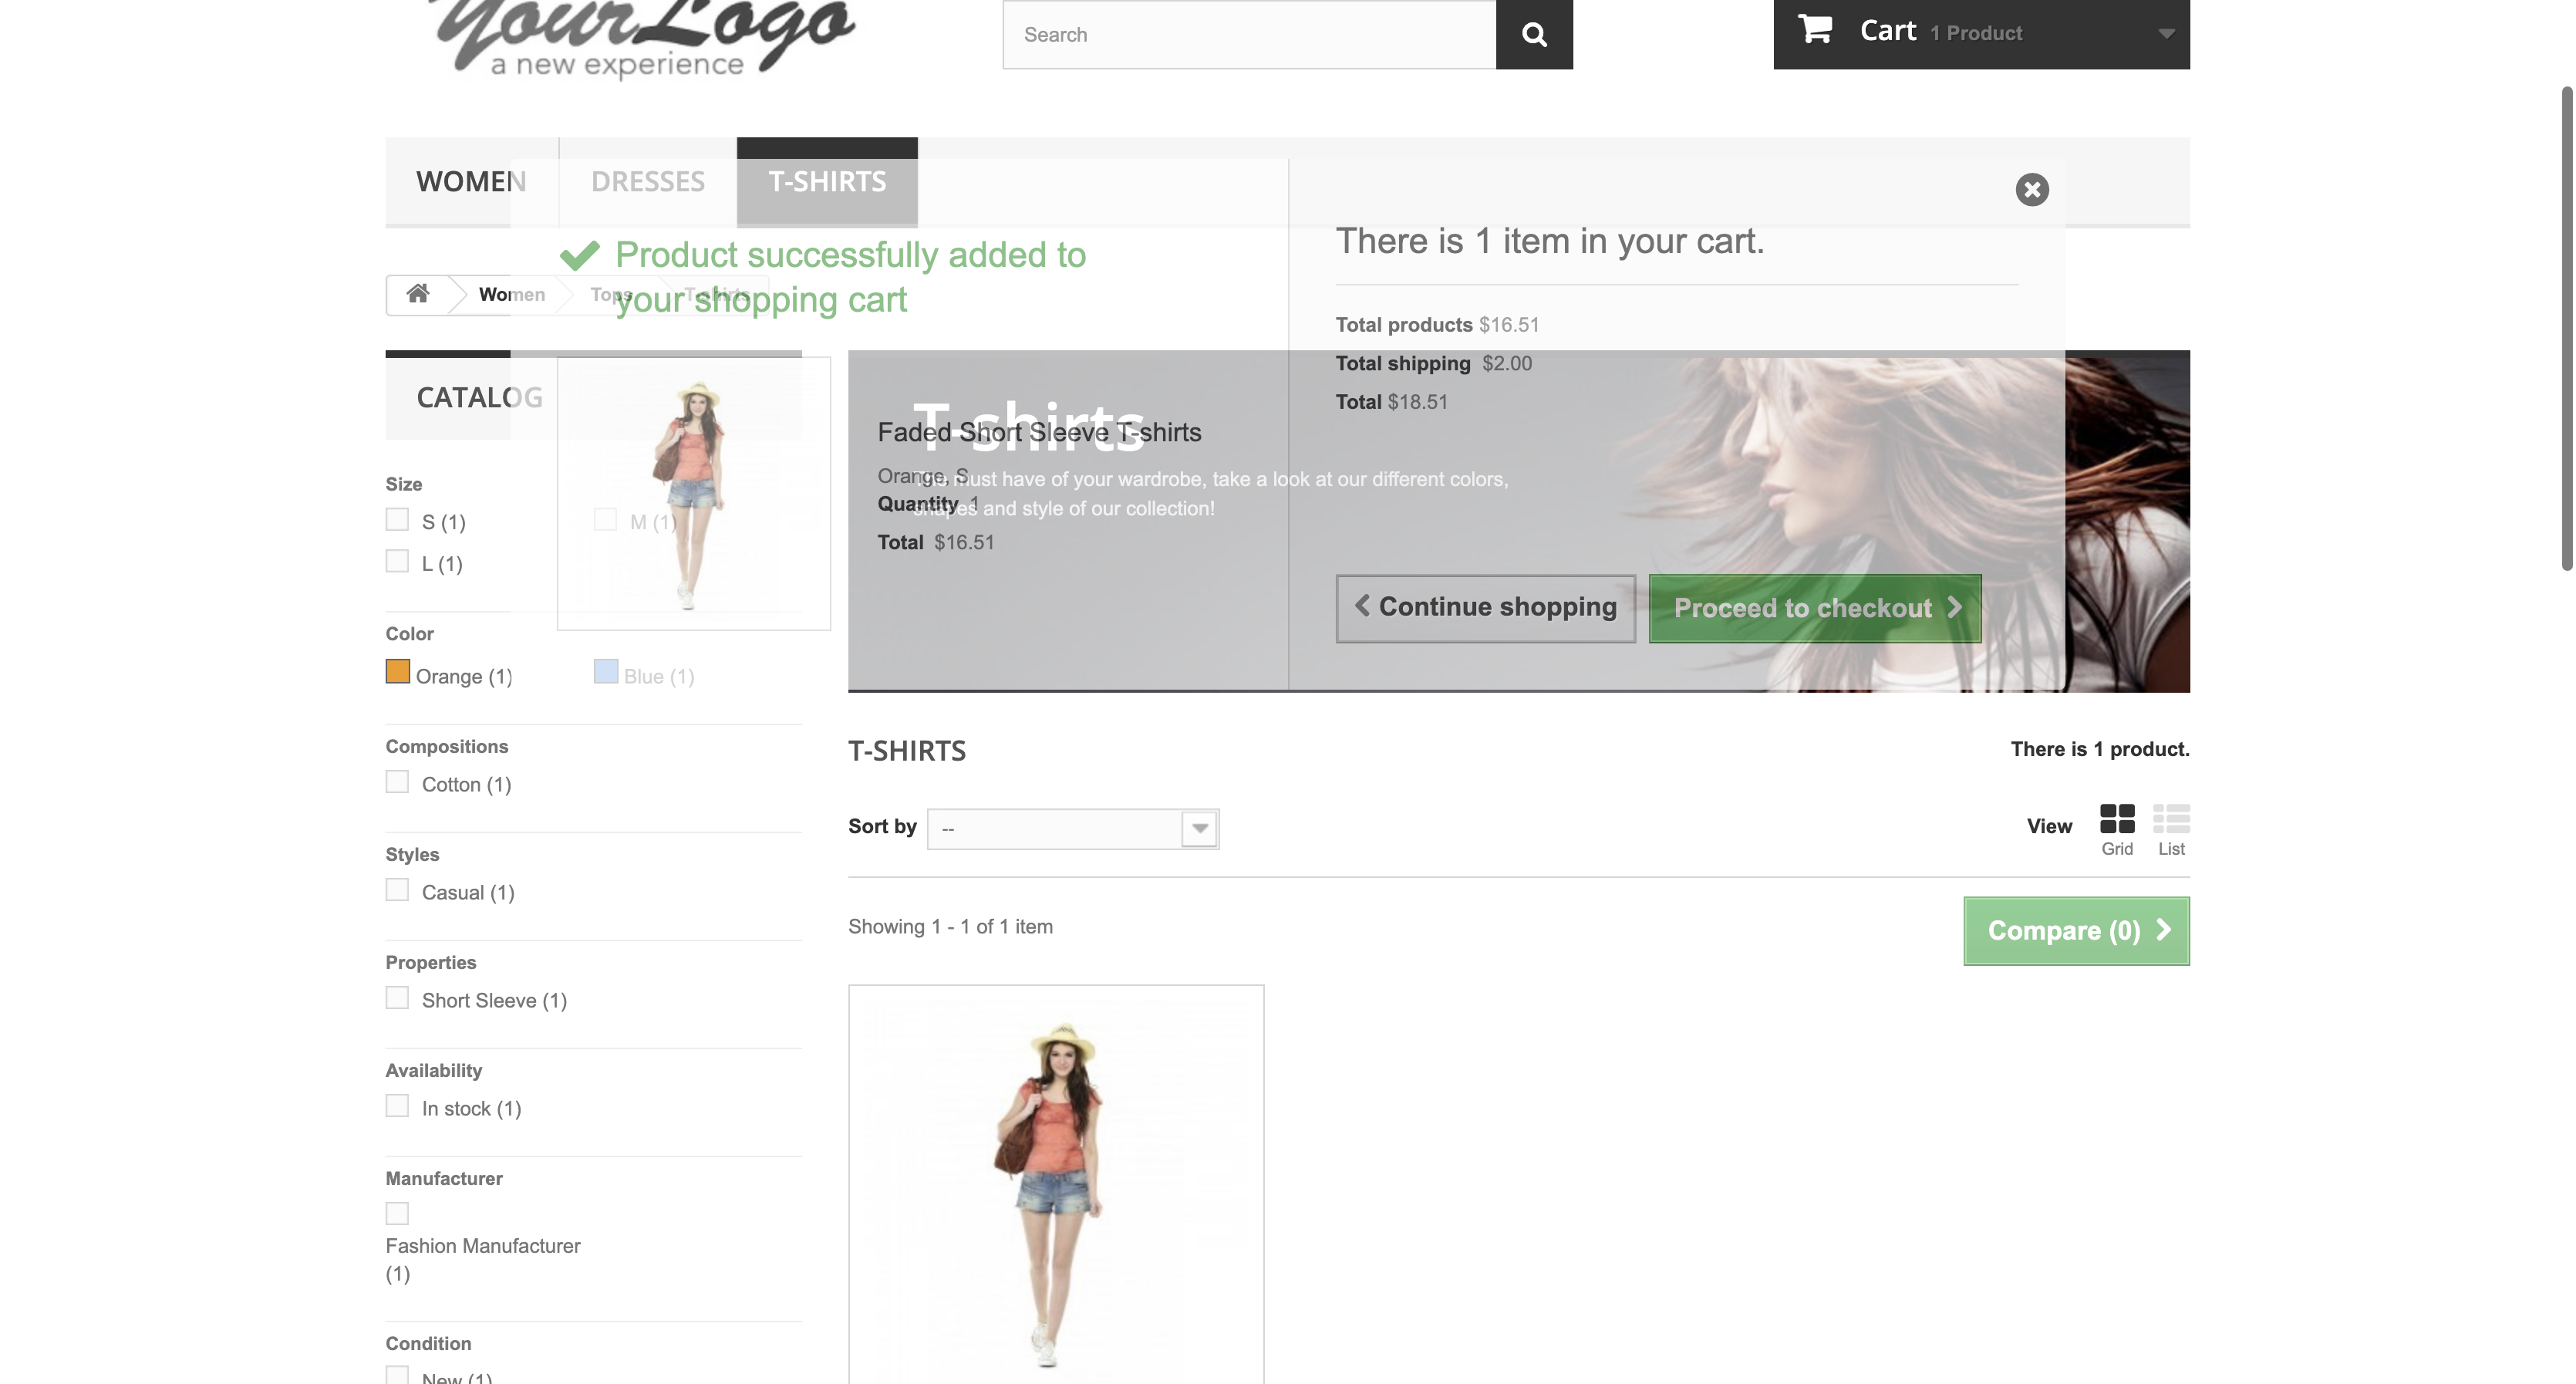 YourLogo
a new experience
Search
Cart 1 Product
WOMEN
DRESSES
T-SHIRTS
Product successfully added to
your shopping cart
There is 1 item in your cart.
Women
Tops
T-shirts
Total products $16.51
Total shipping $2.00
Total $18.51
CATALOG
T-shirts
Faded Short Sleeve T-shirts
Orange, S
The must have of your wardrobe, take a look at our different colors,
Quantity 1
shapes and style of our collection!
Total $16.51
Continue shopping
Proceed to checkout
Size
S (1)
M (1)
L (1)
Color
Orange (1)
Blue (1)
Compositions
Cotton (1)
Styles
Casual (1)
Properties
Short Sleeve (1)
Availability
In stock (1)
Manufacturer
Fashion Manufacturer
(1)
Condition
New (1)
T-SHIRTS
There is 1 product.
Sort by --
View
Grid
List
Showing 1 - 1 of 1 item
Compare (0)